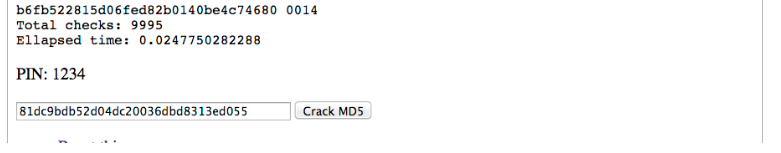 b6fb522815d06fed82b0140be4c74680 0014
Total checks: 9995
Ellapsed time: 0.0247750282288
PIN: 1234
81dc9bdb52d04dc20036dbd8313ed055 Crack MD5